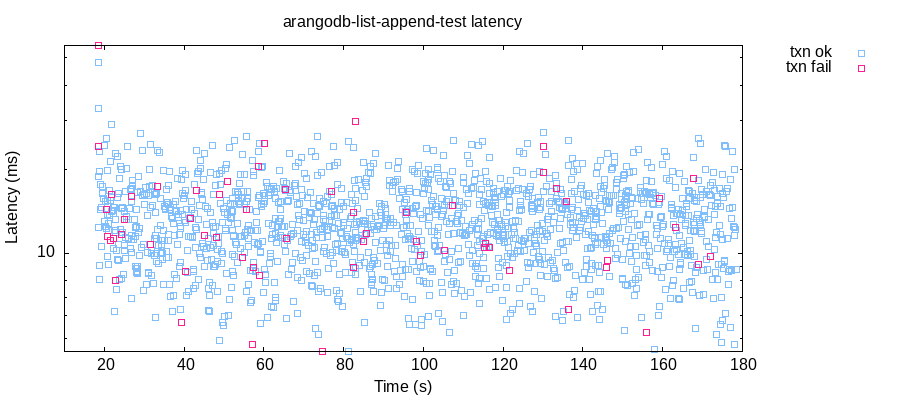 arangodb-list-append-test latency
txn ok
txn fail
Latency (ms)
10
20 40 60 80 100 120 140 160 180
Time (s)